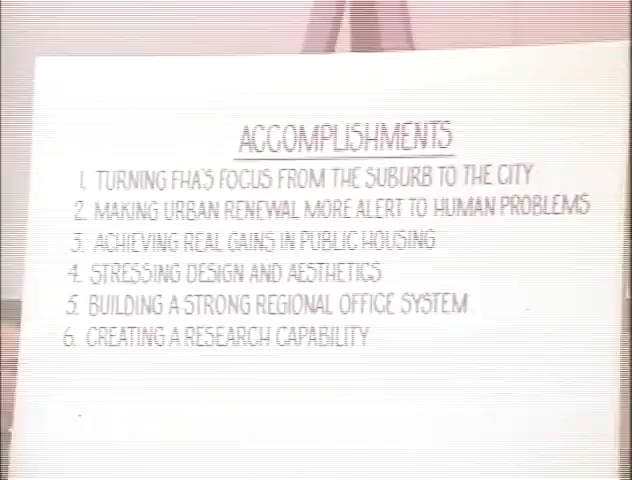 ACCOMPLISHMENTS
1. TURNING FHA'S FOCUS FROM THE SUBURB TO THE CITY
2. MAKING URBAN RENEWAL MORE ALERT TO HUMAN PROBLEMS
3. ACHIEVING REAL GAINS IN PUBLIC HOUSING
4. STRESSING DESIGN AND AESTHETICS
5. BUILDING A STRONG REGIONAL OFFICE SYSTEM
6. CREATING A RESEARCH CAPABILITY